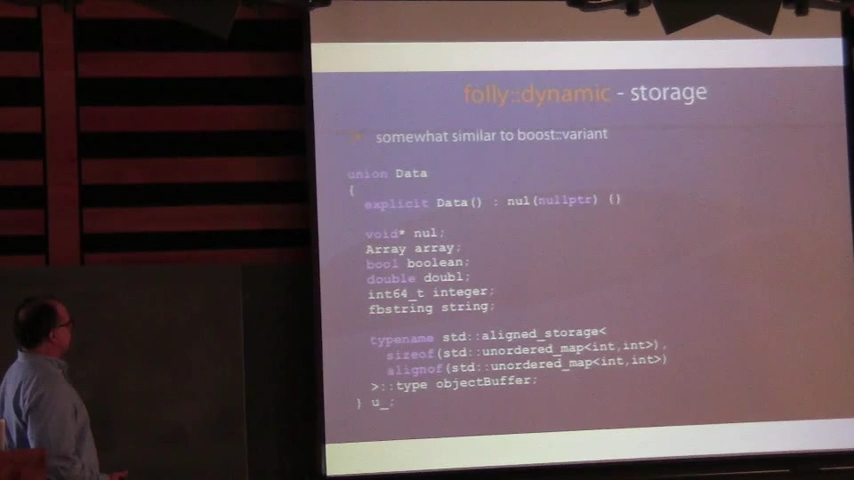 folly::dynamic - storage
somewhat similar to boost::variant
union Data
{
explicit Data() : nul(nullptr) {}
void* nul;
Array array;
bool boolean;
double doubl;
int64_t integer;
fbstring string;
typename std::aligned_storage<
sizeof(std::unordered_map<int,int>),
alignof(std::unordered_map<int,int>)
>::type objectBuffer;
} u_;